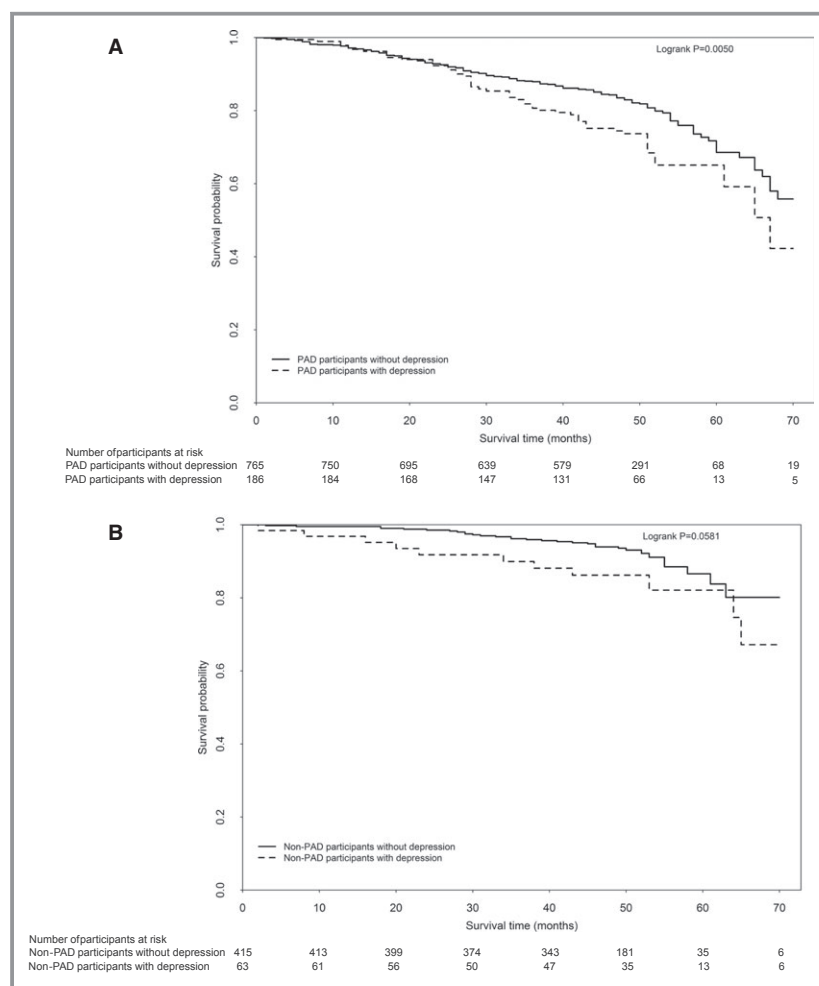 A
Logrank P=0.0050
1.0
0.8
0.6
0.4
0.2
0.0
Survival probability
PAD participants without depression
PAD participants with depression
0 10 20 30 40 50 60 70
Survival time (months)
Number of participants at risk
PAD participants without depression 765 750 695 639 579 291 68 19
PAD participants with depression 186 184 168 147 131 66 13 5
B
Logrank P=0.0581
1.0
0.8
0.6
0.4
0.2
0.0
Survival probability
Non-PAD participants without depression
Non-PAD participants with depression
0 10 20 30 40 50 60 70
Survival time (months)
Number of participants at risk
Non-PAD participants without depression 415 413 399 374 343 181 35 6
Non-PAD participants with depression 63 61 56 50 47 35 13 6